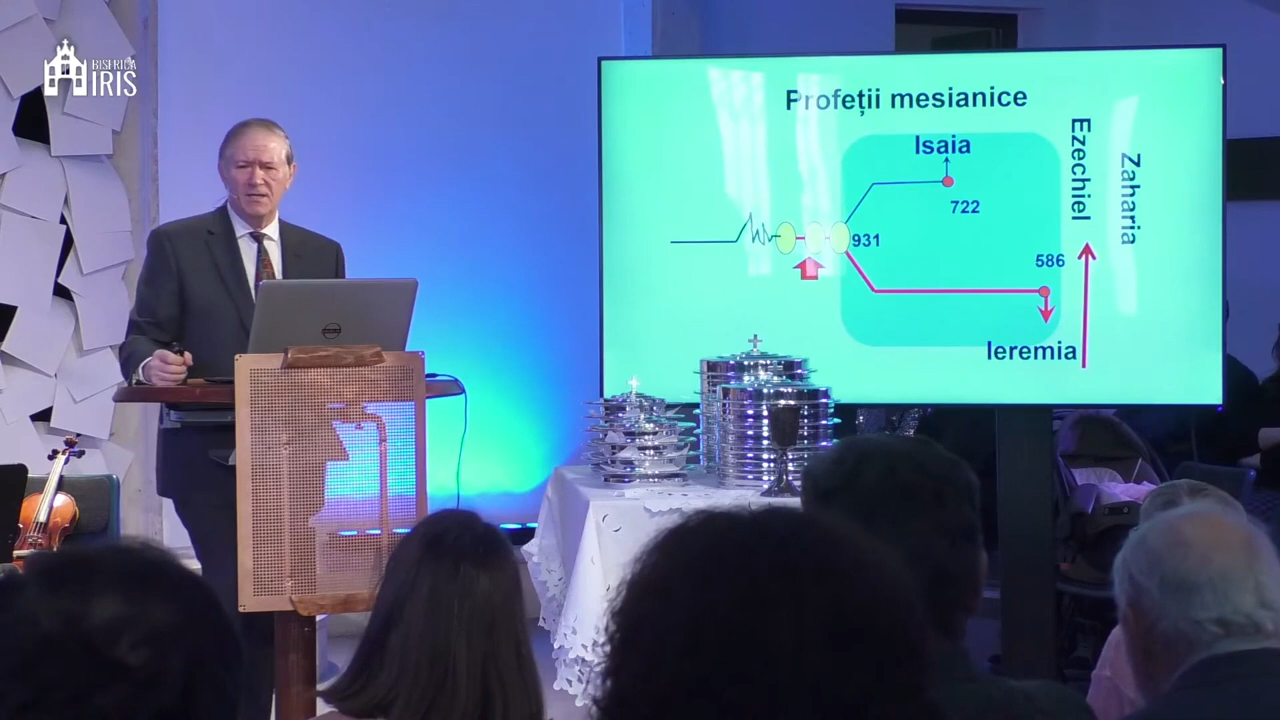 BISERICA
IRIS
Profeții mesianice
Isaia
722
931
586
Ieremia
Ezechiel
Zaharia